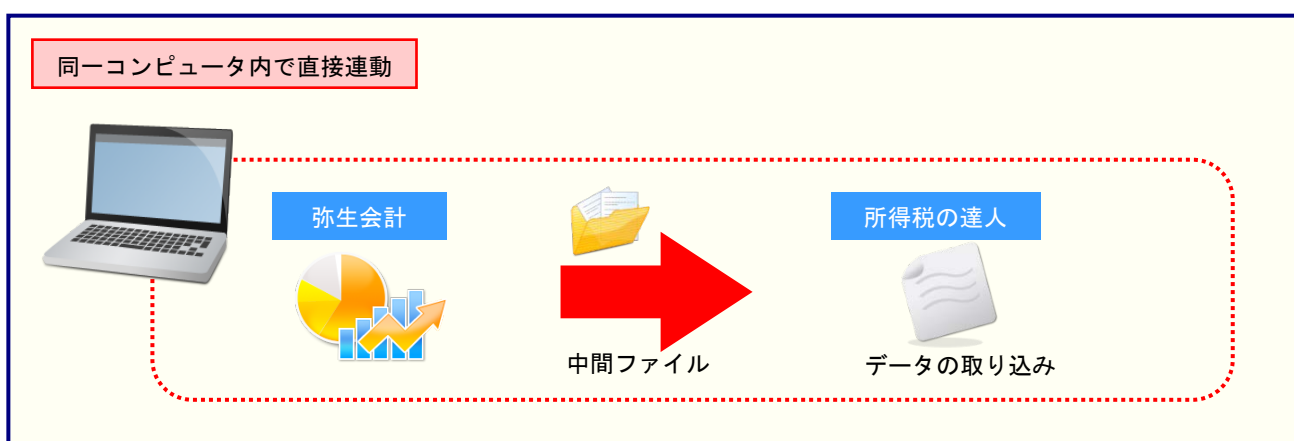 同一コンピュータ内で直接連動
弥生会計
所得税の達人
中間ファイル
データの取り込み